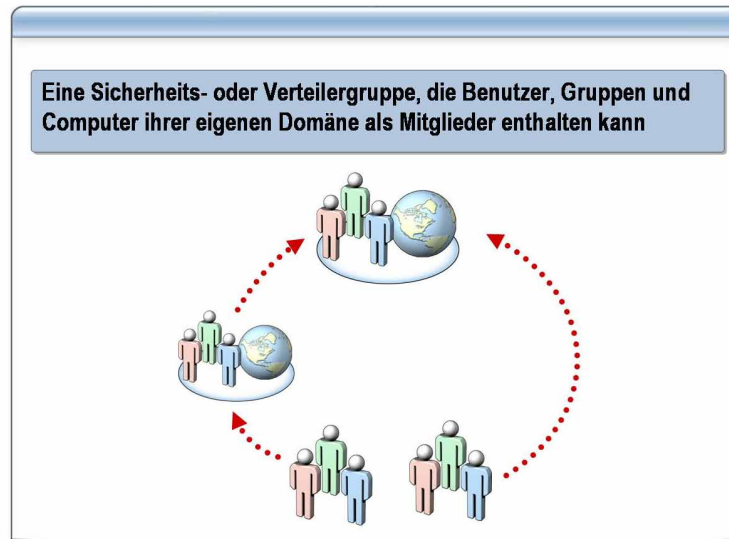 Eine Sicherheits- oder Verteilergruppe, die Benutzer, Gruppen und
Computer ihrer eigenen Domäne als Mitglieder enthalten kann